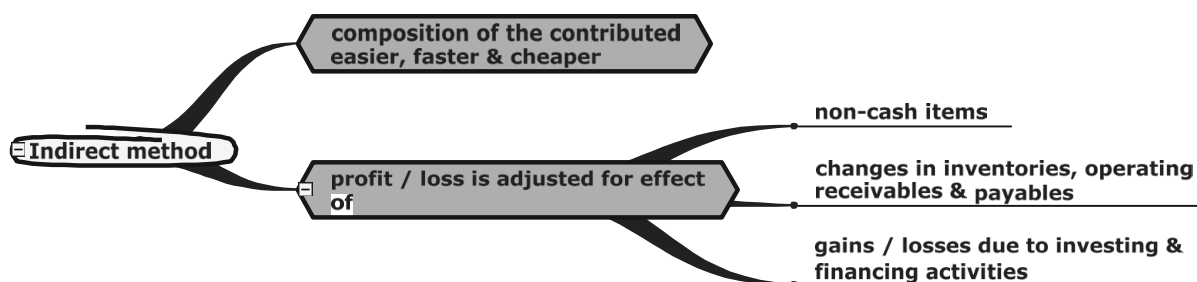 composition of the contributed
easier, faster & cheaper
non-cash items
Indirect method
profit / loss is adjusted for effect
of
changes in inventories, operating
receivables & payables
gains / losses due to investing &
financing activities